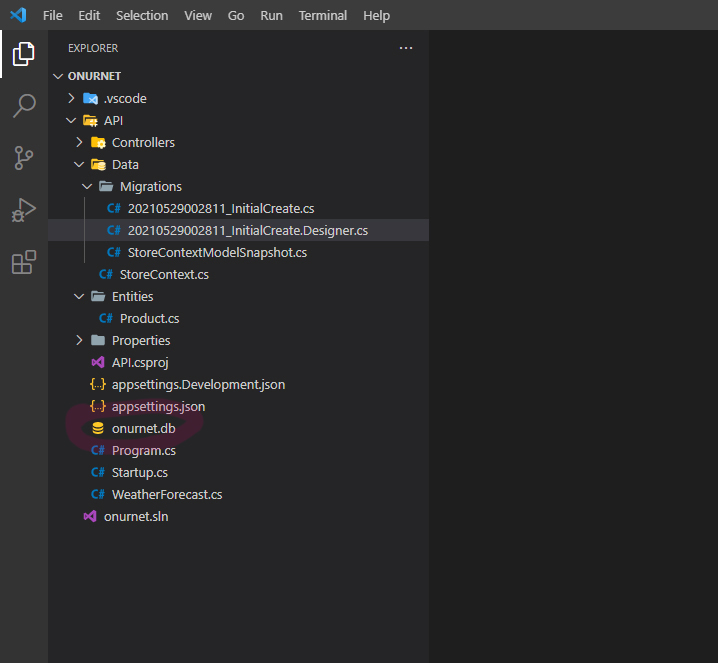 File Edit Selection View Go Run Terminal Help
EXPLORER ...
ONURNET
.vscode
API
Controllers
Data
Migrations
C# 20210529002811_InitialCreate.cs
C# 20210529002811_InitialCreate.Designer.cs
C# StoreContextModelSnapshot.cs
C# StoreContext.cs
Entities
C# Product.cs
Properties
API.csproj
{..} appsettings.Development.json
{..} appsettings.json
onurnet.db
C# Program.cs
C# Startup.cs
C# WeatherForecast.cs
onurnet.sln